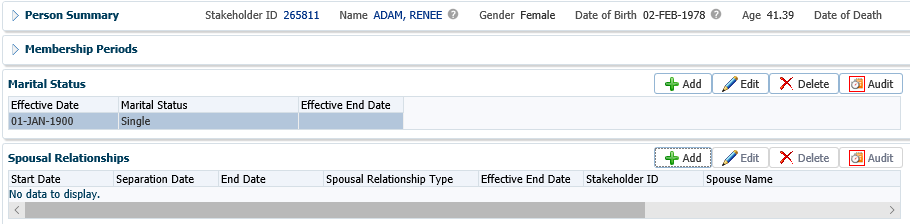 Person Summary Stakeholder ID 265811 Name ADAM, RENEE Gender Female Date of Birth 02-FEB-1978 Age 41.39 Date of Death
Membership Periods
Marital Status Add Edit Delete Audit
Effective Date Marital Status Effective End Date
01-JAN-1900 Single
Spousal Relationships Add Edit Delete Audit
Start Date Separation Date End Date Spousal Relationship Type Effective End Date Stakeholder ID Spouse Name
No data to display.